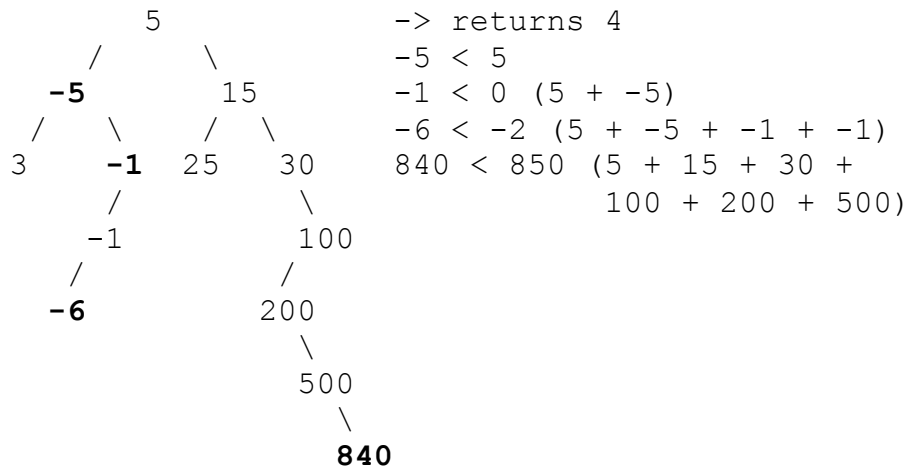 5 -> returns 4
/ \ -5 < 5
-5 15 -1 < 0 (5 + -5)
/ \ / \ -6 < -2 (5 + -5 + -1 + -1)
3 -1 25 30 840 < 850 (5 + 15 + 30 +
/ \ 100 + 200 + 500)
-1 100
/ /
-6 200
\
500
\
840